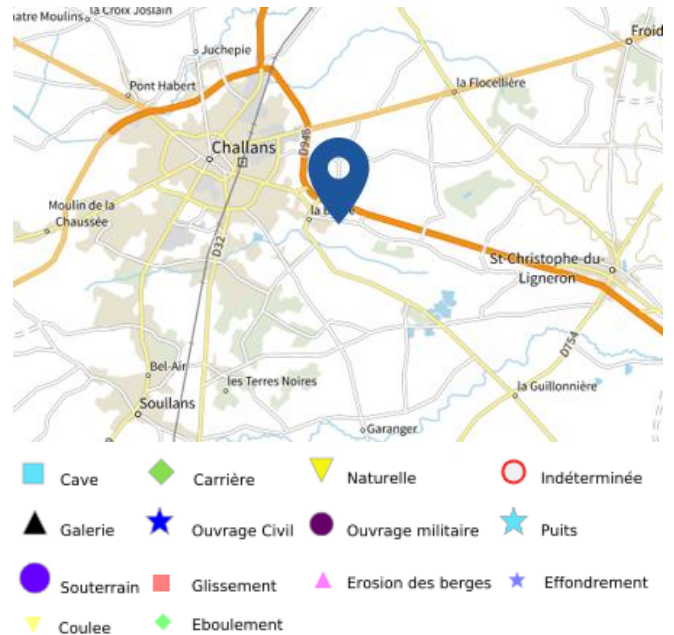 la Croix Joslain
atre Moulins
Juchepie
Froid
Pont Habert
la Flocellière
D948
Challans
Moulin de la
Chaussée
la
D32
St-Christophe-du-
Ligneron
D754
Bel-Air
les Terres Noires
la Guillonnière
Soullans
Garanger
Cave
Carrière
Naturelle
Indéterminée
Galerie
Ouvrage Civil
Ouvrage militaire
Puits
Souterrain
Glissement
Erosion des berges
Effondrement
Coulee
Eboulement